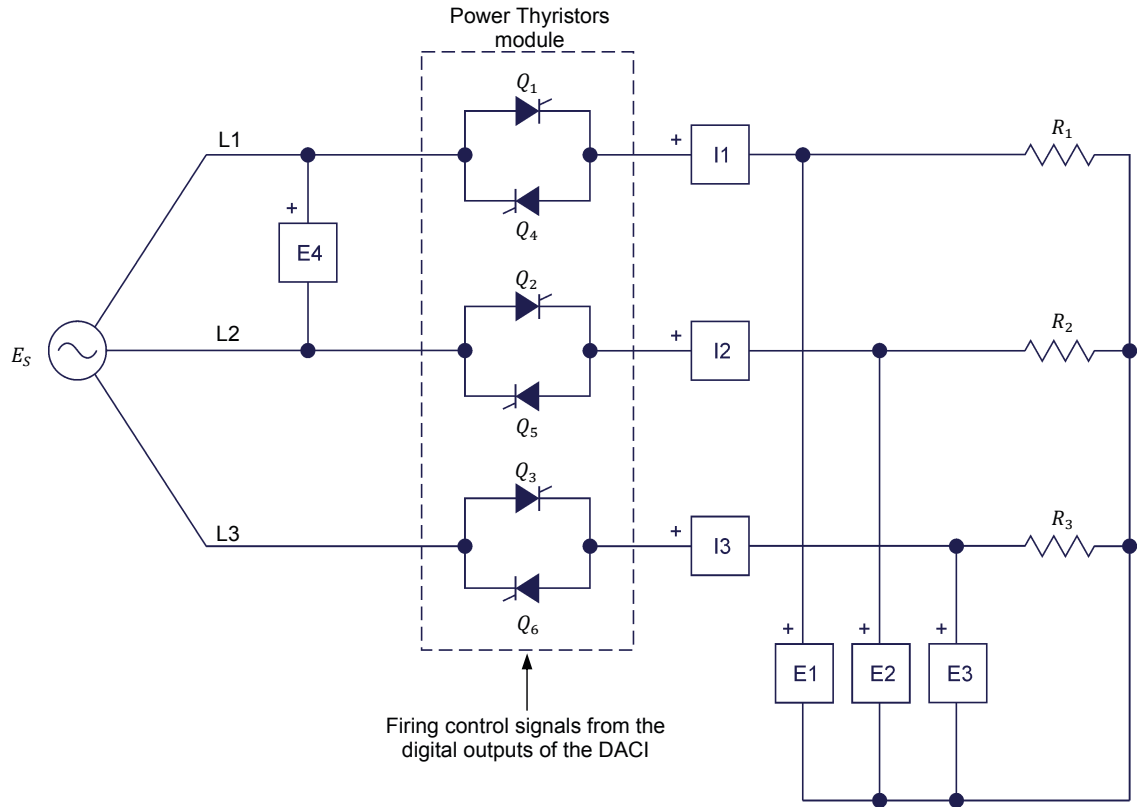 Power Thyristors
module
Q₁
L1
+
I1
R₁
+
E4
Q₄
Q₂
L2
+
I2
R₂
E_S
Q₅
Q₃
L3
+
I3
R₃
Q₆
+
+
+
E1
E2
E3
Firing control signals from the
digital outputs of the DACI